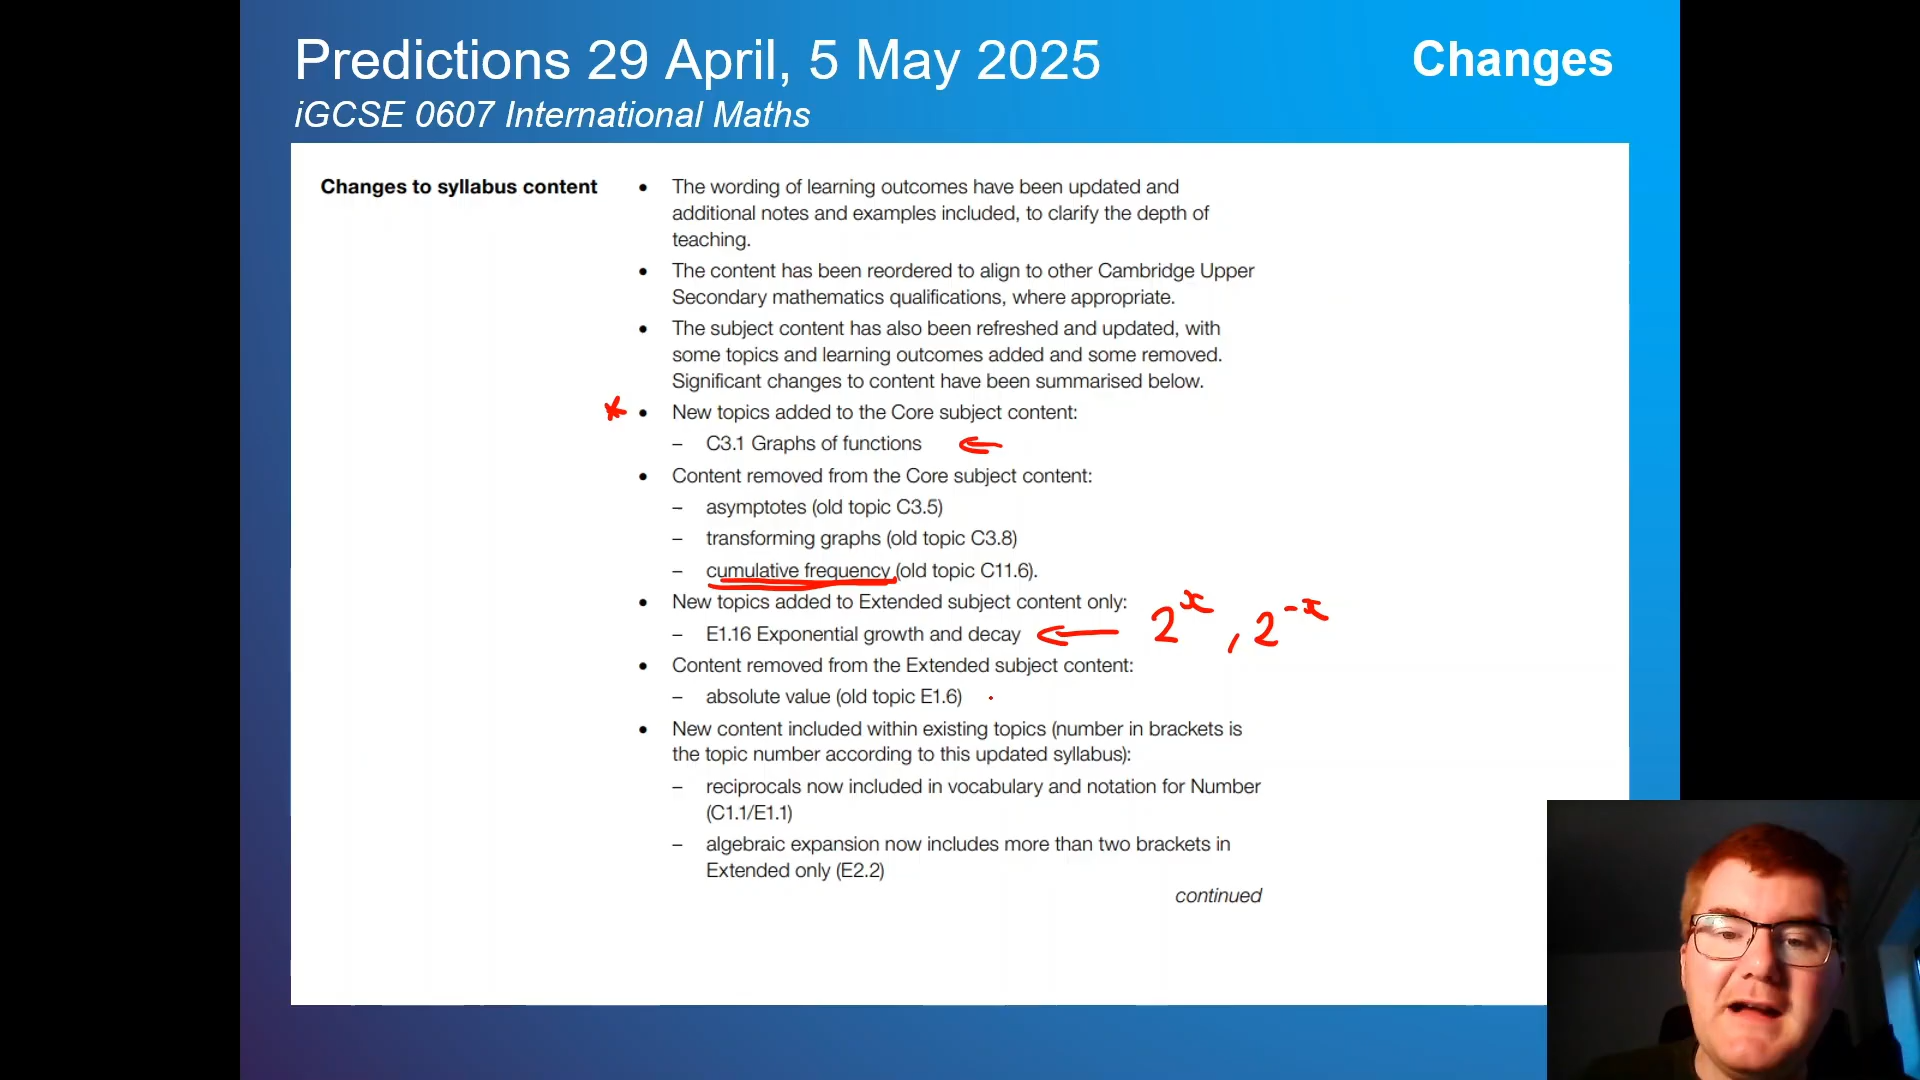 Predictions 29 April, 5 May 2025
Changes
iGCSE 0607 International Maths
Changes to syllabus content
• The wording of learning outcomes have been updated and
additional notes and examples included, to clarify the depth of
teaching.
• The content has been reordered to align to other Cambridge Upper
Secondary mathematics qualifications, where appropriate.
• The subject content has also been refreshed and updated, with
some topics and learning outcomes added and some removed.
Significant changes to content have been summarised below.
• New topics added to the Core subject content:
– C3.1 Graphs of functions
• Content removed from the Core subject content:
– asymptotes (old topic C3.5)
– transforming graphs (old topic C3.8)
– cumulative frequency (old topic C11.6).
• New topics added to Extended subject content only:
– E1.16 Exponential growth and decay
2^x, 2^-x
• Content removed from the Extended subject content:
– absolute value (old topic E1.6)
• New content included within existing topics (number in brackets is
the topic number according to this updated syllabus):
– reciprocals now included in vocabulary and notation for Number
(C1.1/E1.1)
– algebraic expansion now includes more than two brackets in
Extended only (E2.2)
continued